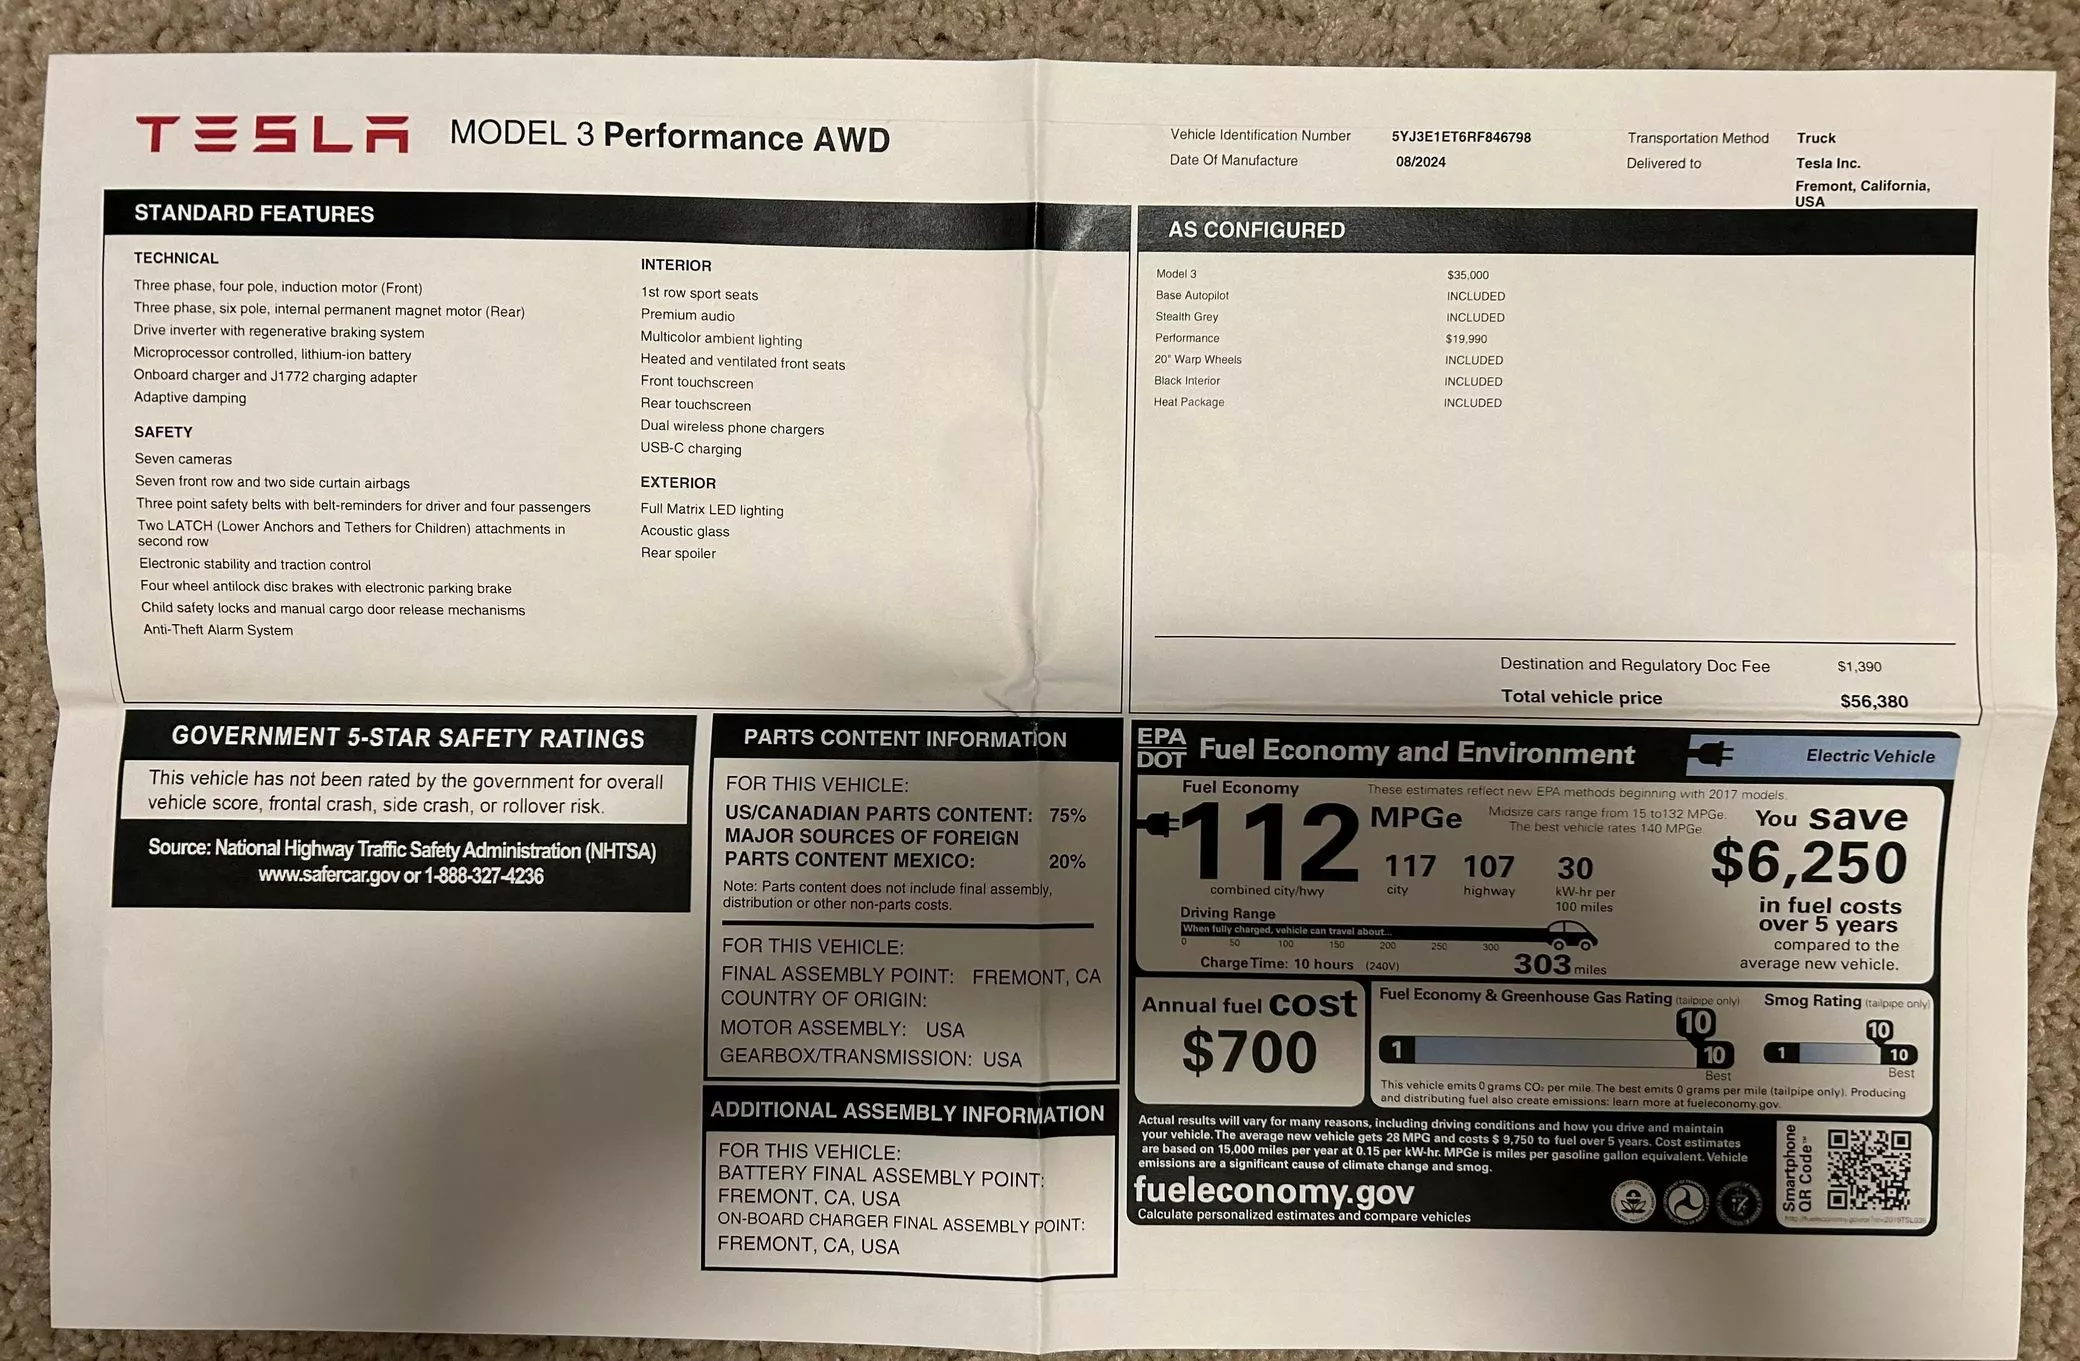 TESLA MODEL 3 Performance AWD
Vehicle Identification Number 5YJ3E1ET6RF846798
Date Of Manufacture 08/2024
Transportation Method Truck
Delivered to Tesla Inc.
Fremont, California,
USA
STANDARD FEATURES
TECHNICAL
Three phase, four pole, induction motor (Front)
Three phase, six pole, internal permanent magnet motor (Rear)
Drive inverter with regenerative braking system
Microprocessor controlled, lithium-ion battery
Onboard charger and J1772 charging adapter
Adaptive damping
SAFETY
Seven cameras
Seven front row and two side curtain airbags
Three point safety belts with belt-reminders for driver and four passengers
Two LATCH (Lower Anchors and Tethers for Children) attachments in
second row
Electronic stability and traction control
Four wheel antilock disc brakes with electronic parking brake
Child safety locks and manual cargo door release mechanisms
Anti-Theft Alarm System
INTERIOR
1st row sport seats
Premium audio
Multicolor ambient lighting
Heated and ventilated front seats
Front touchscreen
Rear touchscreen
Dual wireless phone chargers
USB-C charging
EXTERIOR
Full Matrix LED lighting
Acoustic glass
Rear spoiler
AS CONFIGURED
Model 3 $35,000
Base Autopilot INCLUDED
Stealth Grey INCLUDED
Performance $19,990
20" Warp Wheels INCLUDED
Black Interior INCLUDED
Heat Package INCLUDED
Destination and Regulatory Doc Fee $1,390
Total vehicle price $56,380
GOVERNMENT 5-STAR SAFETY RATINGS
This vehicle has not been rated by the government for overall
vehicle score, frontal crash, side crash, or rollover risk.
Source: National Highway Traffic Safety Administration (NHTSA)
www.safercar.gov or 1-888-327-4236
PARTS CONTENT INFORMATION
FOR THIS VEHICLE:
US/CANADIAN PARTS CONTENT: 75%
MAJOR SOURCES OF FOREIGN
PARTS CONTENT MEXICO: 20%
Note: Parts content does not include final assembly,
distribution or other non-parts costs.
FOR THIS VEHICLE:
FINAL ASSEMBLY POINT: FREMONT, CA
COUNTRY OF ORIGIN:
MOTOR ASSEMBLY: USA
GEARBOX/TRANSMISSION: USA
ADDITIONAL ASSEMBLY INFORMATION
FOR THIS VEHICLE:
BATTERY FINAL ASSEMBLY POINT:
FREMONT, CA, USA
ON-BOARD CHARGER FINAL ASSEMBLY POINT:
FREMONT, CA, USA
EPA
DOT
Fuel Economy and Environment
Electric Vehicle
Fuel Economy
These estimates reflect new EPA methods beginning with 2017 models.
112 MPGe
Midsize cars range from 15 to132 MPGe.
The best vehicle rates 140 MPGe.
117 107 30
combined city/hwy city highway kW-hr per
100 miles
You save
$6,250
in fuel costs
over 5 years
compared to the
average new vehicle.
Driving Range
When fully charged, vehicle can travel about...
0 50 100 150 200 250 300
Charge Time: 10 hours (240V)
303 miles
Annual fuel cost
$700
Fuel Economy & Greenhouse Gas Rating (tailpipe only)
10
1 10
Best
Smog Rating (tailpipe only)
10
1 10
Best
This vehicle emits 0 grams CO₂ per mile. The best emits 0 grams per mile (tailpipe only). Producing
and distributing fuel also create emissions: learn more at fueleconomy.gov.
Actual results will vary for many reasons, including driving conditions and how you drive and maintain
your vehicle. The average new vehicle gets 28 MPG and costs $ 9,750 to fuel over 5 years. Cost estimates
are based on 15,000 miles per year at 0.15 per kW-hr. MPGe is miles per gasoline gallon equivalent. Vehicle
emissions are a significant cause of climate change and smog.
fueleconomy.gov
Calculate personalized estimates and compare vehicles
Smartphone
QR Code™